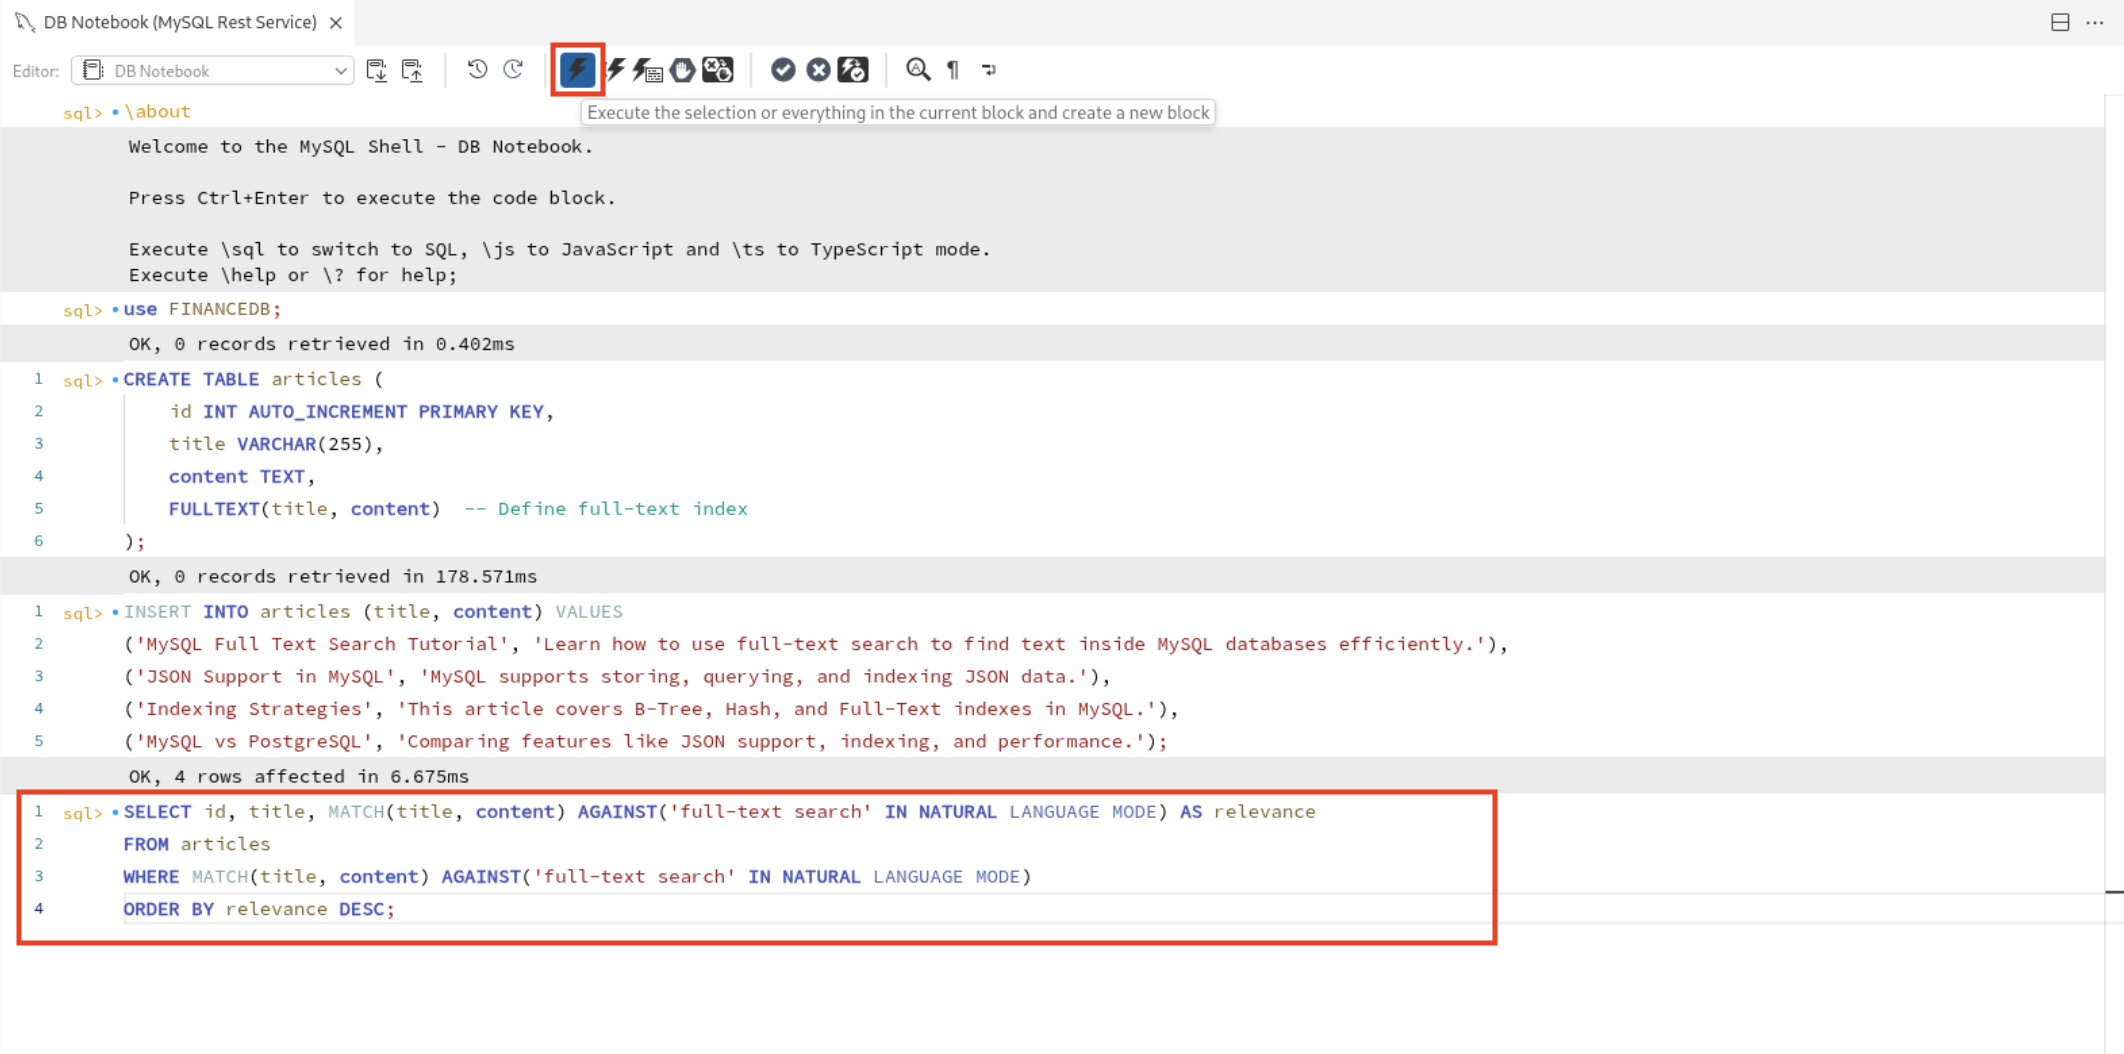 DB Notebook (MySQL Rest Service)
Editor: DB Notebook
sql> \about
Execute the selection or everything in the current block and create a new block
Welcome to the MySQL Shell - DB Notebook.
Press Ctrl+Enter to execute the code block.
Execute \sql to switch to SQL, \js to JavaScript and \ts to TypeScript mode.
Execute \help or \? for help;
sql> use FINANCEDB;
OK, 0 records retrieved in 0.402ms
1 sql> CREATE TABLE articles (
2 id INT AUTO_INCREMENT PRIMARY KEY,
3 title VARCHAR(255),
4 content TEXT,
5 FULLTEXT(title, content)  -- Define full-text index
6 );
OK, 0 records retrieved in 178.571ms
1 sql> INSERT INTO articles (title, content) VALUES
2 ('MySQL Full Text Search Tutorial', 'Learn how to use full-text search to find text inside MySQL databases efficiently.'),
3 ('JSON Support in MySQL', 'MySQL supports storing, querying, and indexing JSON data.'),
4 ('Indexing Strategies', 'This article covers B-Tree, Hash, and Full-Text indexes in MySQL.'),
5 ('MySQL vs PostgreSQL', 'Comparing features like JSON support, indexing, and performance.');
OK, 4 rows affected in 6.675ms
1 sql> SELECT id, title, MATCH(title, content) AGAINST('full-text search' IN NATURAL LANGUAGE MODE) AS relevance
2 FROM articles
3 WHERE MATCH(title, content) AGAINST('full-text search' IN NATURAL LANGUAGE MODE)
4 ORDER BY relevance DESC;